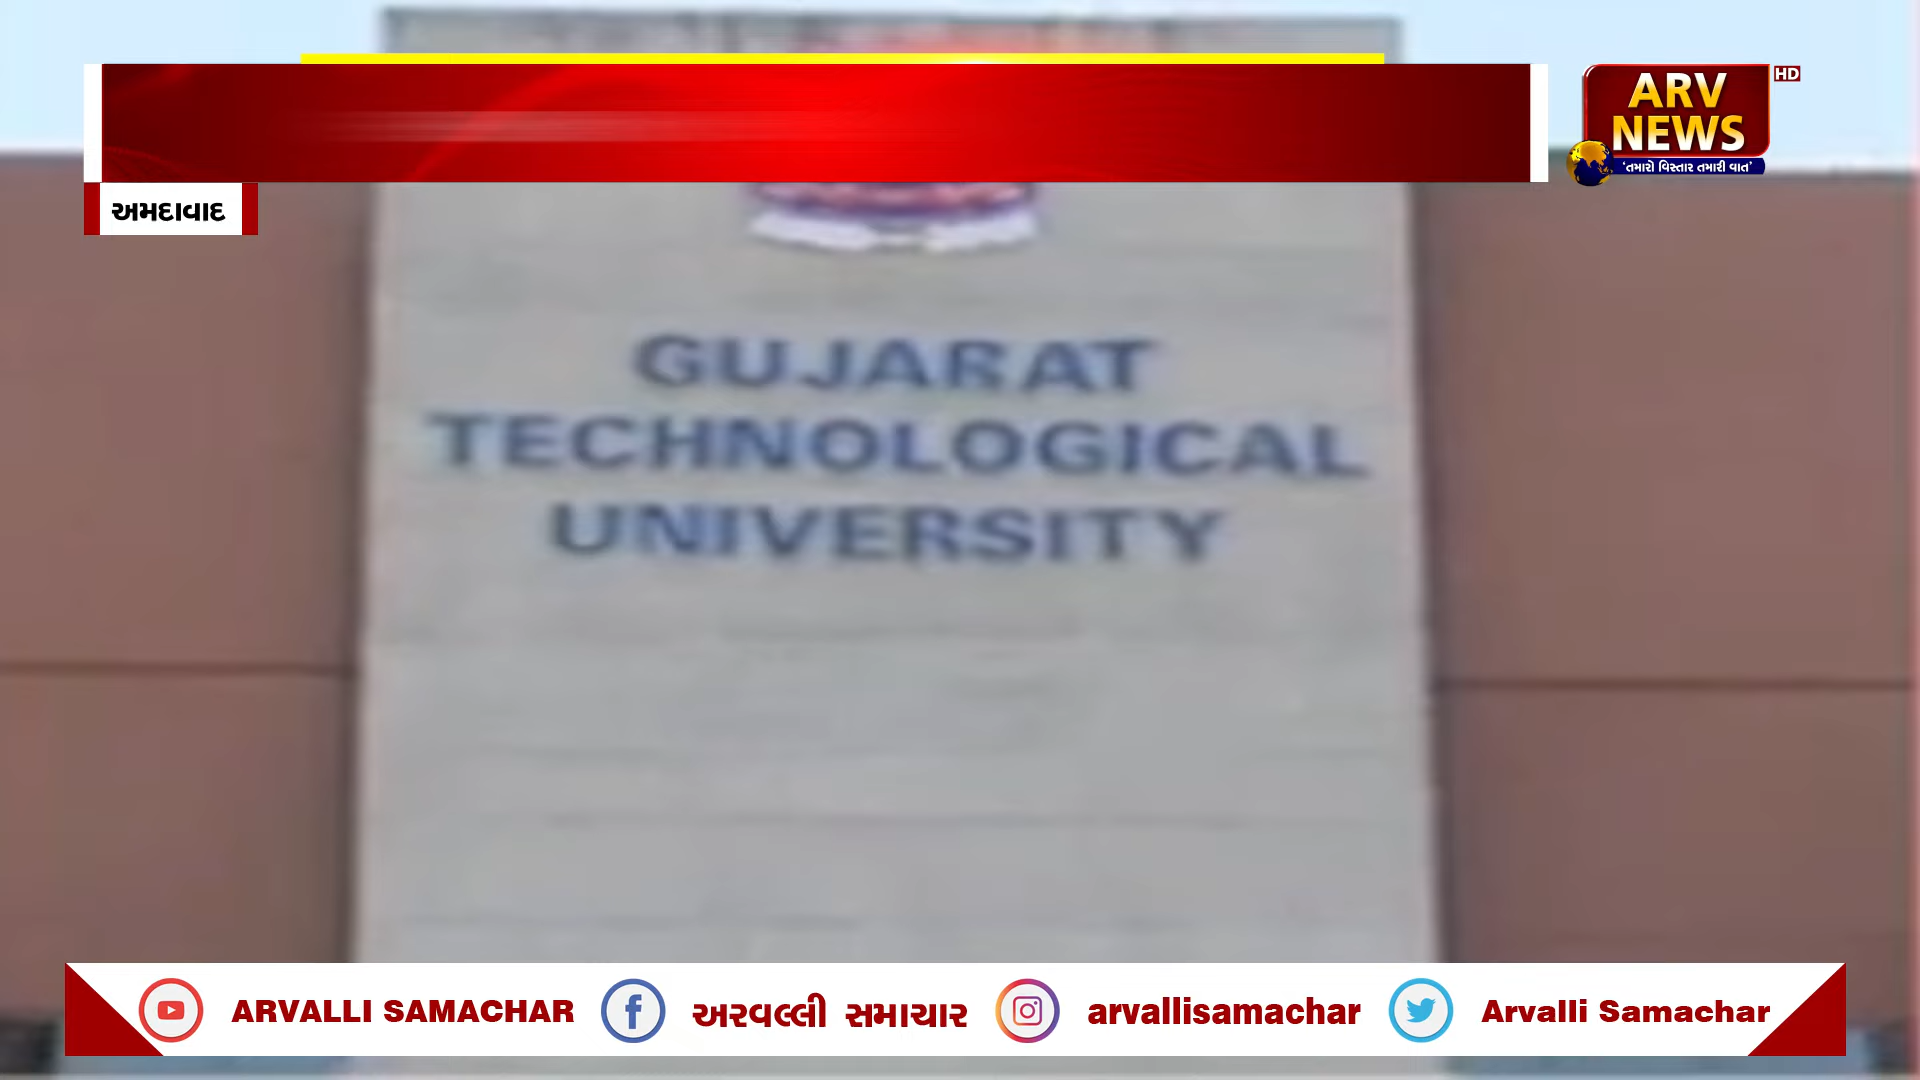 ARV
NEWS
HD
'તમારો વિસ્તાર તમારી વાત'
અમદાવાદ
GUJARAT
TECHNOLOGICAL
UNIVERSITY
ARVALLI SAMACHAR
અરવલ્લી સમાચાર
arvallisamachar
Arvalli Samachar